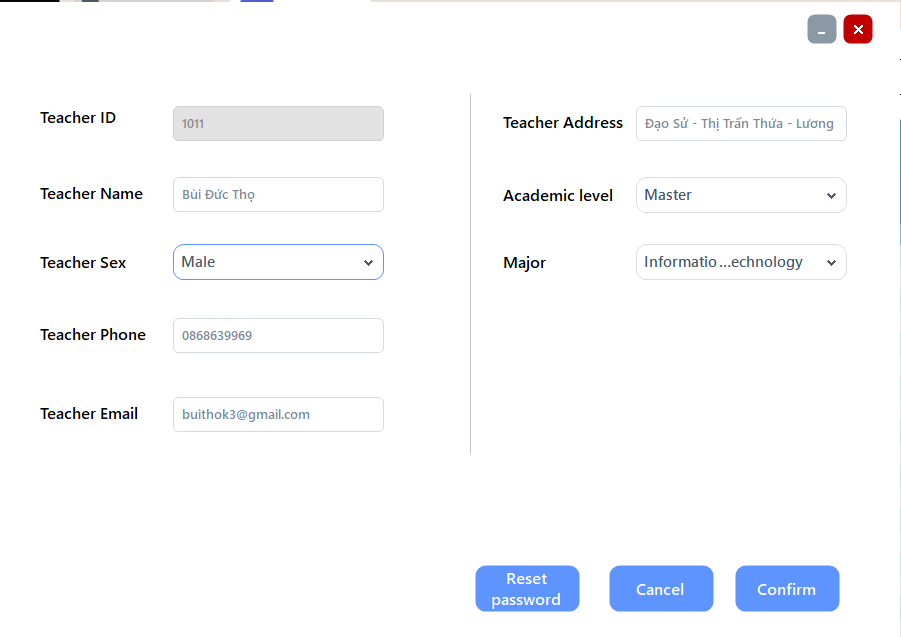 Teacher ID
1011
Teacher Name
Bùi Đức Thọ
Teacher Sex
Male
Teacher Phone
0868639969
Teacher Email
buithok3@gmail.com
Teacher Address
Đạo Sử - Thị Trấn Thứa - Lương
Academic level
Master
Major
Informatio ...echnology
Reset
password
Cancel
Confirm